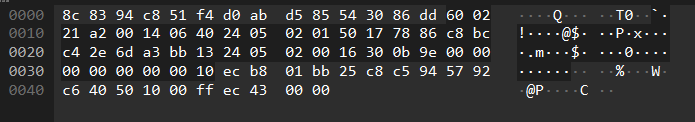 0000 8c 83 94 c8 51 f4 d0 ab d5 85 54 30 86 dd 60 02 ····Q·····T0··`·
0010 21 a2 00 14 06 40 24 05 02 01 50 17 78 86 c8 bc !····@$···P·x···
0020 c4 2e 6d a3 bb 13 24 05 02 00 16 30 0b 9e 00 00 ·.m···$····0····
0030 00 00 00 00 00 10 ec b8 01 bb 25 c8 c5 94 57 92 ··········%···W·
0040 c6 40 50 10 00 ff ec 43 00 00 ·@P····C··